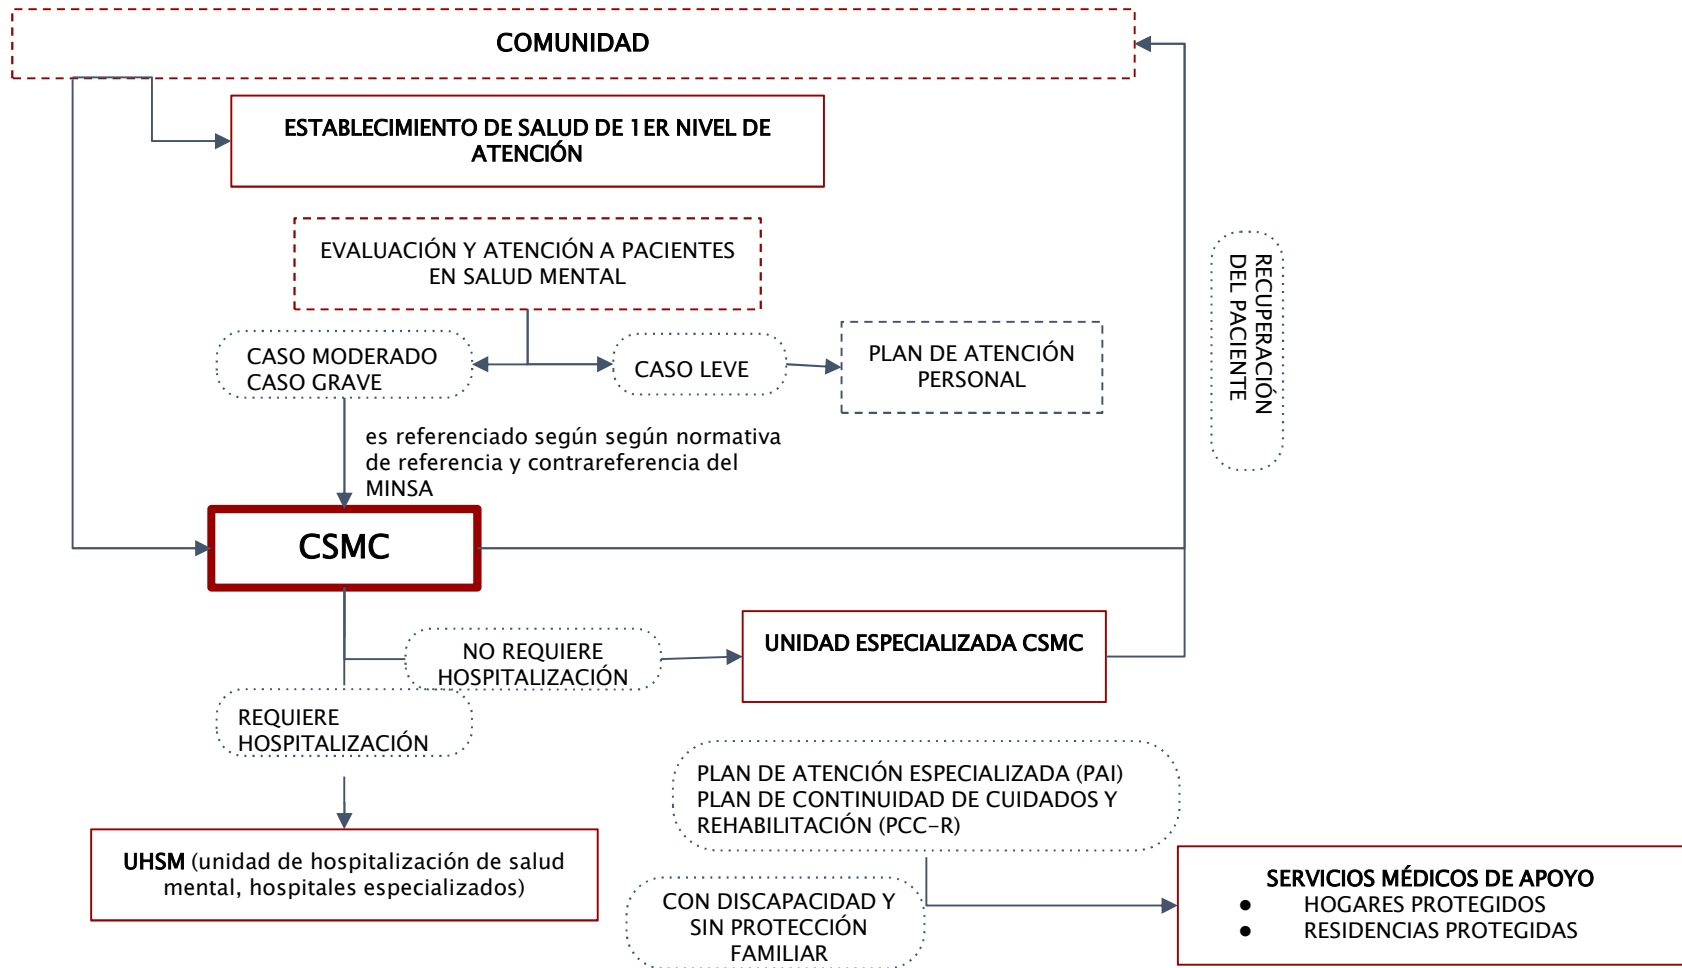 COMUNIDAD
ESTABLECIMIENTO DE SALUD DE 1ER NIVEL DE
ATENCIÓN
EVALUACIÓN Y ATENCIÓN A PACIENTES
EN SALUD MENTAL
CASO MODERADO
CASO GRAVE
CASO LEVE
PLAN DE ATENCIÓN
PERSONAL
RECUPERACIÓN
DEL PACIENTE
es referenciado según según normativa
de referencia y contrareferencia del
MINSA
CSMC
NO REQUIERE
HOSPITALIZACIÓN
UNIDAD ESPECIALIZADA CSMC
REQUIERE
HOSPITALIZACIÓN
PLAN DE ATENCIÓN ESPECIALIZADA (PAI)
PLAN DE CONTINUIDAD DE CUIDADOS Y
REHABILITACIÓN (PCC-R)
UHSM (unidad de hospitalización de salud
mental, hospitales especializados)
CON DISCAPACIDAD Y
SIN PROTECCIÓN
FAMILIAR
SERVICIOS MÉDICOS DE APOYO
● HOGARES PROTEGIDOS
● RESIDENCIAS PROTEGIDAS